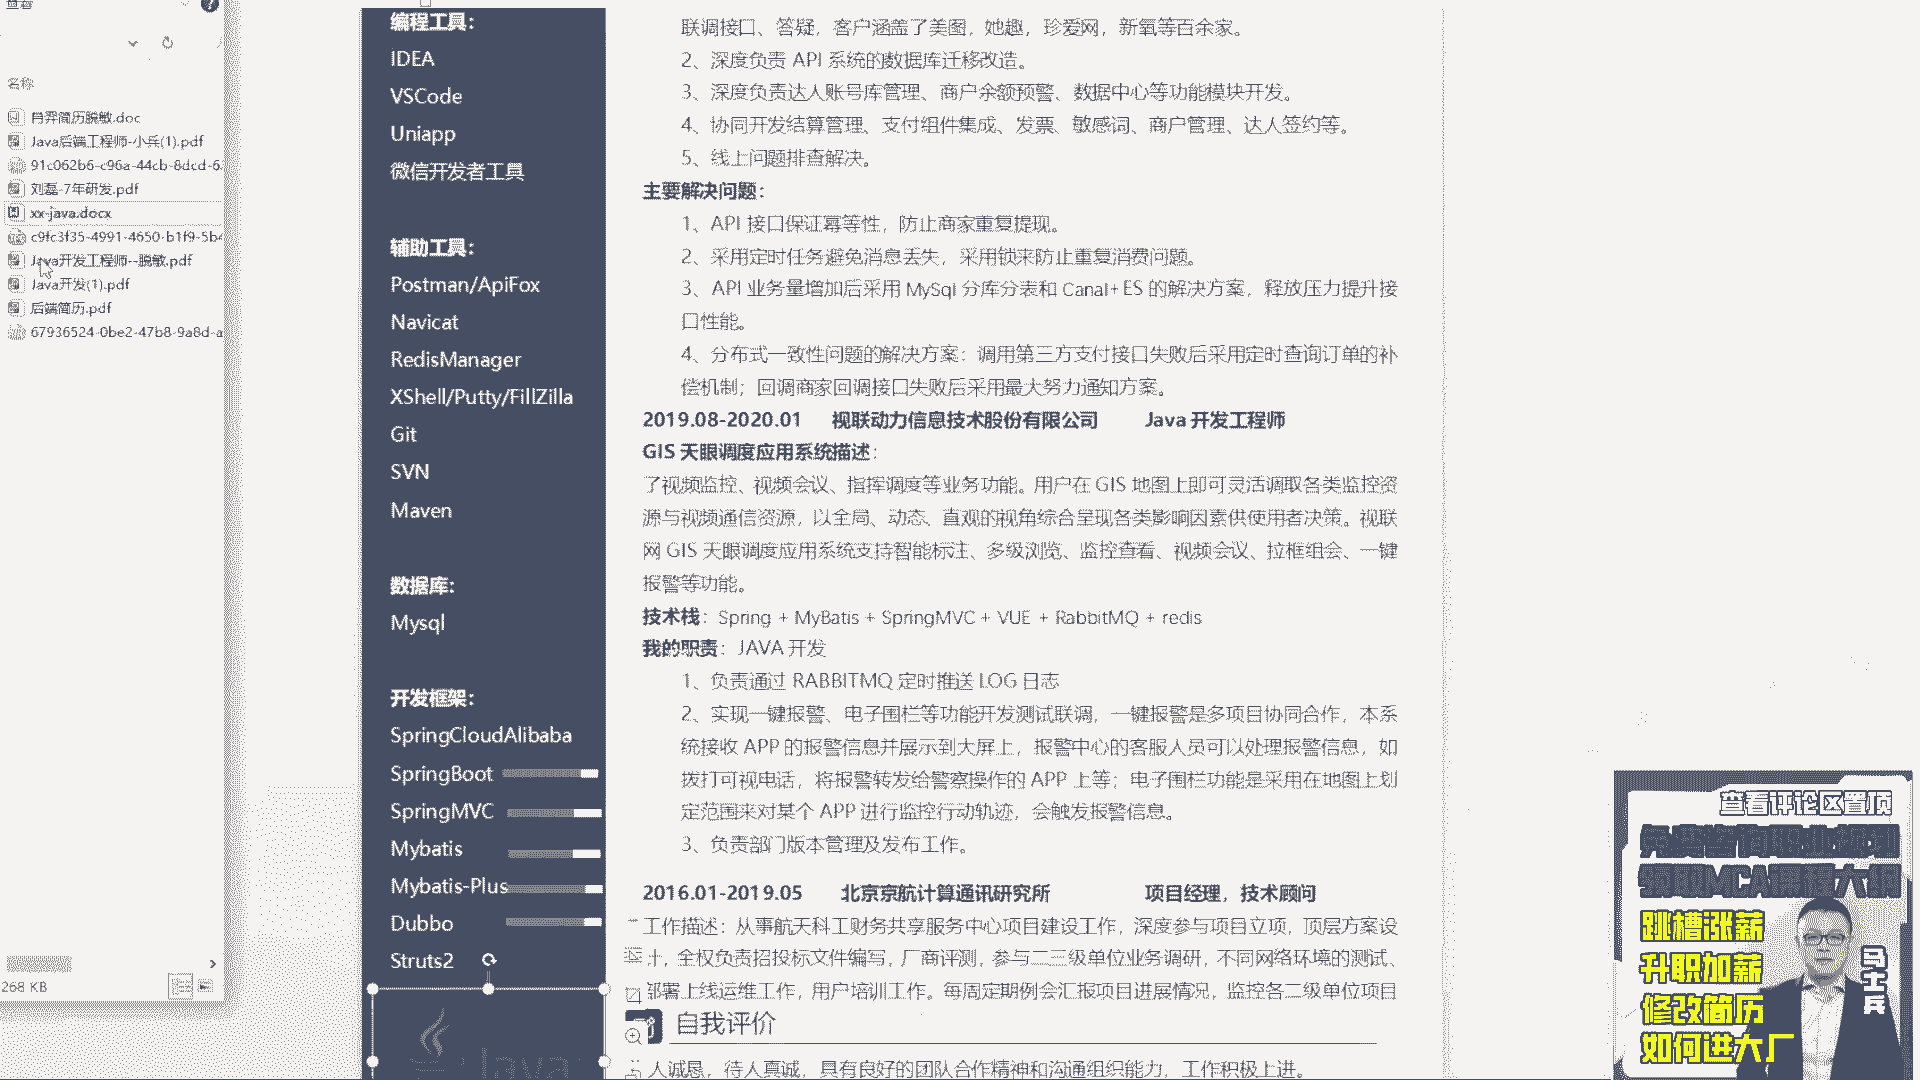 查看
名称
肖羿简历脱敏.doc
Java后端工程师-小兵(1).pdf
91c062b6-c96a-44cb-8dcd-6
刘磊-7年研发.pdf
xx-java.docx
c9fc3f35-4991-4650-b1f9-5b4
Java开发工程师--脱敏.pdf
Java开发(1).pdf
后端简历.pdf
67936524-0be2-47b8-9a8d-a
268 KB
编程工具：
IDEA
VSCode
Uniapp
微信开发者工具
辅助工具：
Postman/ApiFox
Navicat
RedisManager
XShell/Putty/FillZilla
Git
SVN
Maven
数据库：
Mysql
开发框架：
SpringCloudAlibaba
SpringBoot
SpringMVC
Mybatis
Mybatis-Plus
Dubbo
Struts2
Java
联调接口、答疑，客户涵盖了美图，她趣，珍爱网，新氧等百余家。
2、深度负责 API 系统的数据库迁移改造。
3、深度负责达人账号库管理、商户余额预警、数据中心等功能模块开发。
4、协同开发结算管理、支付组件集成、发票、敏感词、商户管理、达人签约等。
5、线上问题排查解决。
主要解决问题：
1、API 接口保证幂等性，防止商家重复提现。
2、采用定时任务避免消息丢失，采用锁来防止重复消费问题。
3、API 业务量增加后采用 MySql 分库分表和 Canal+ES 的解决方案，释放压力提升接
口性能。
4、分布式一致性问题的解决方案：调用第三方支付接口失败后采用定时查询订单的补
偿机制；回调商家回调接口失败后采用最大努力通知方案。
2019.08-2020.01 视联动力信息技术股份有限公司 Java 开发工程师
GIS 天眼调度应用系统描述：
了视频监控、视频会议、指挥调度等业务功能。用户在 GIS 地图上即可灵活调取各类监控资
源与视频通信资源，以全局、动态、直观的视角综合呈现各类影响因素供使用者决策。视联
网 GIS 天眼调度应用系统支持智能标注、多级浏览、监控查看、视频会议、拉框组会、一键
报警等功能。
技术栈：Spring + MyBatis + SpringMVC + VUE + RabbitMQ + redis
我的职责：JAVA 开发
1、负责通过 RABBITMQ 定时推送 LOG 日志
2、实现一键报警、电子围栏等功能开发测试联调，一键报警是多项目协同合作，本系
统接收 APP 的报警信息并展示到大屏上，报警中心的客服人员可以处理报警信息，如
拨打可视电话，将报警转发给警察操作的 APP 上等；电子围栏功能是采用在地图上划
定范围来对某个 APP 进行监控行动轨迹，会触发报警信息。
3、负责部门版本管理及发布工作。
2016.01-2019.05 北京京航计算通讯研究所 项目经理，技术顾问
工作描述：从事航天科工财务共享服务中心项目建设工作，深度参与项目立项，顶层方案设
计，全权负责招投标文件编写，厂商评测，参与二三级单位业务调研，不同网络环境的测试、
部署上线运维工作，用户培训工作。每周定期例会汇报项目进展情况，监控各二级单位项目
自我评价
人诚恳，待人真诚，具有良好的团队合作精神和沟通组织能力，工作积极上进。
查看评论区置顶
免费咨询职业规划
领取MCA课程大纲
跳槽涨薪
升职加薪
修改简历
如何进大厂
马士兵